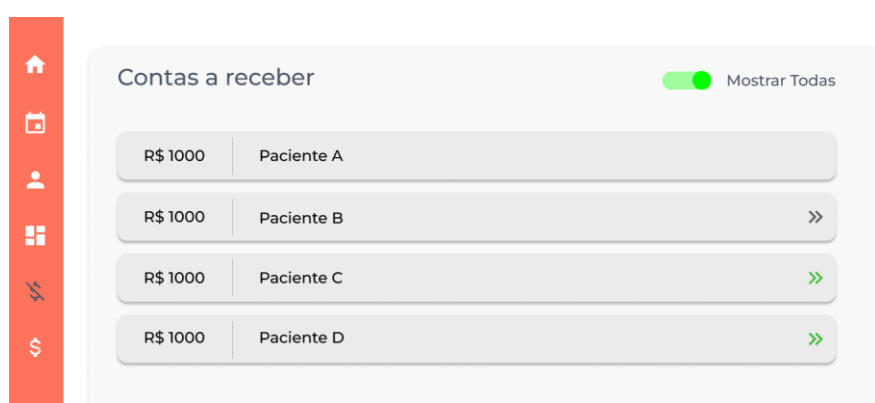 Contas a receber
Mostrar Todas
R$ 1000 Paciente A
R$ 1000 Paciente B
R$ 1000 Paciente C
R$ 1000 Paciente D